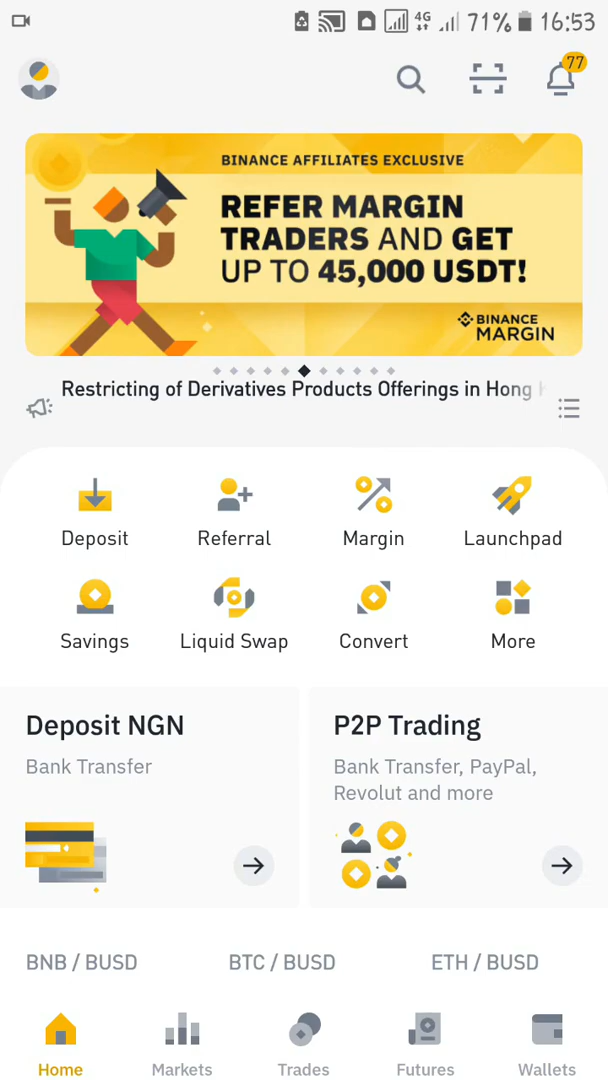 4G 71% 16:53
77
BINANCE AFFILIATES EXCLUSIVE
REFER MARGIN
TRADERS AND GET
UP TO 45,000 USDT!
BINANCE
MARGIN
Restricting of Derivatives Products Offerings in Hong
Deposit Referral Margin Launchpad
Savings Liquid Swap Convert More
Deposit NGN
Bank Transfer
P2P Trading
Bank Transfer, PayPal,
Revolut and more
BNB / BUSD BTC / BUSD ETH / BUSD
Home Markets Trades Futures Wallets